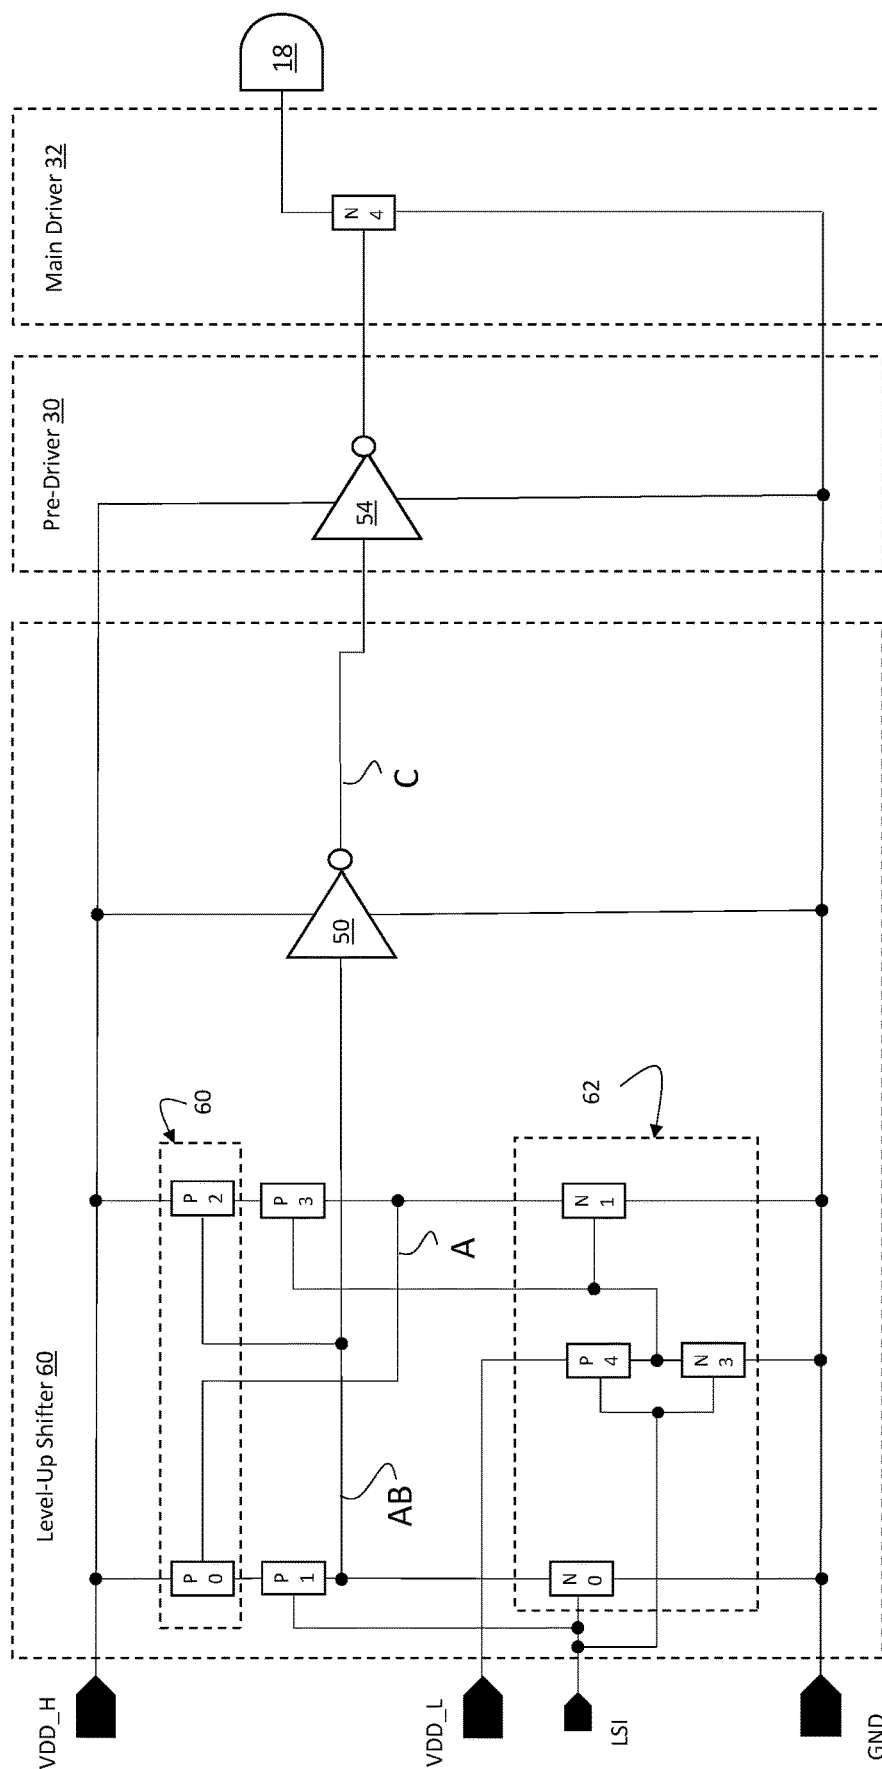 Level-Up Shifter 60
Pre-Driver 30
Main Driver 32
VDD_H
VDD_L
LSI
GND
P
0
P
2
60
P
1
P
3
AB
A
50
C
54
N
4
18
N
0
P
4
N
3
N
1
62